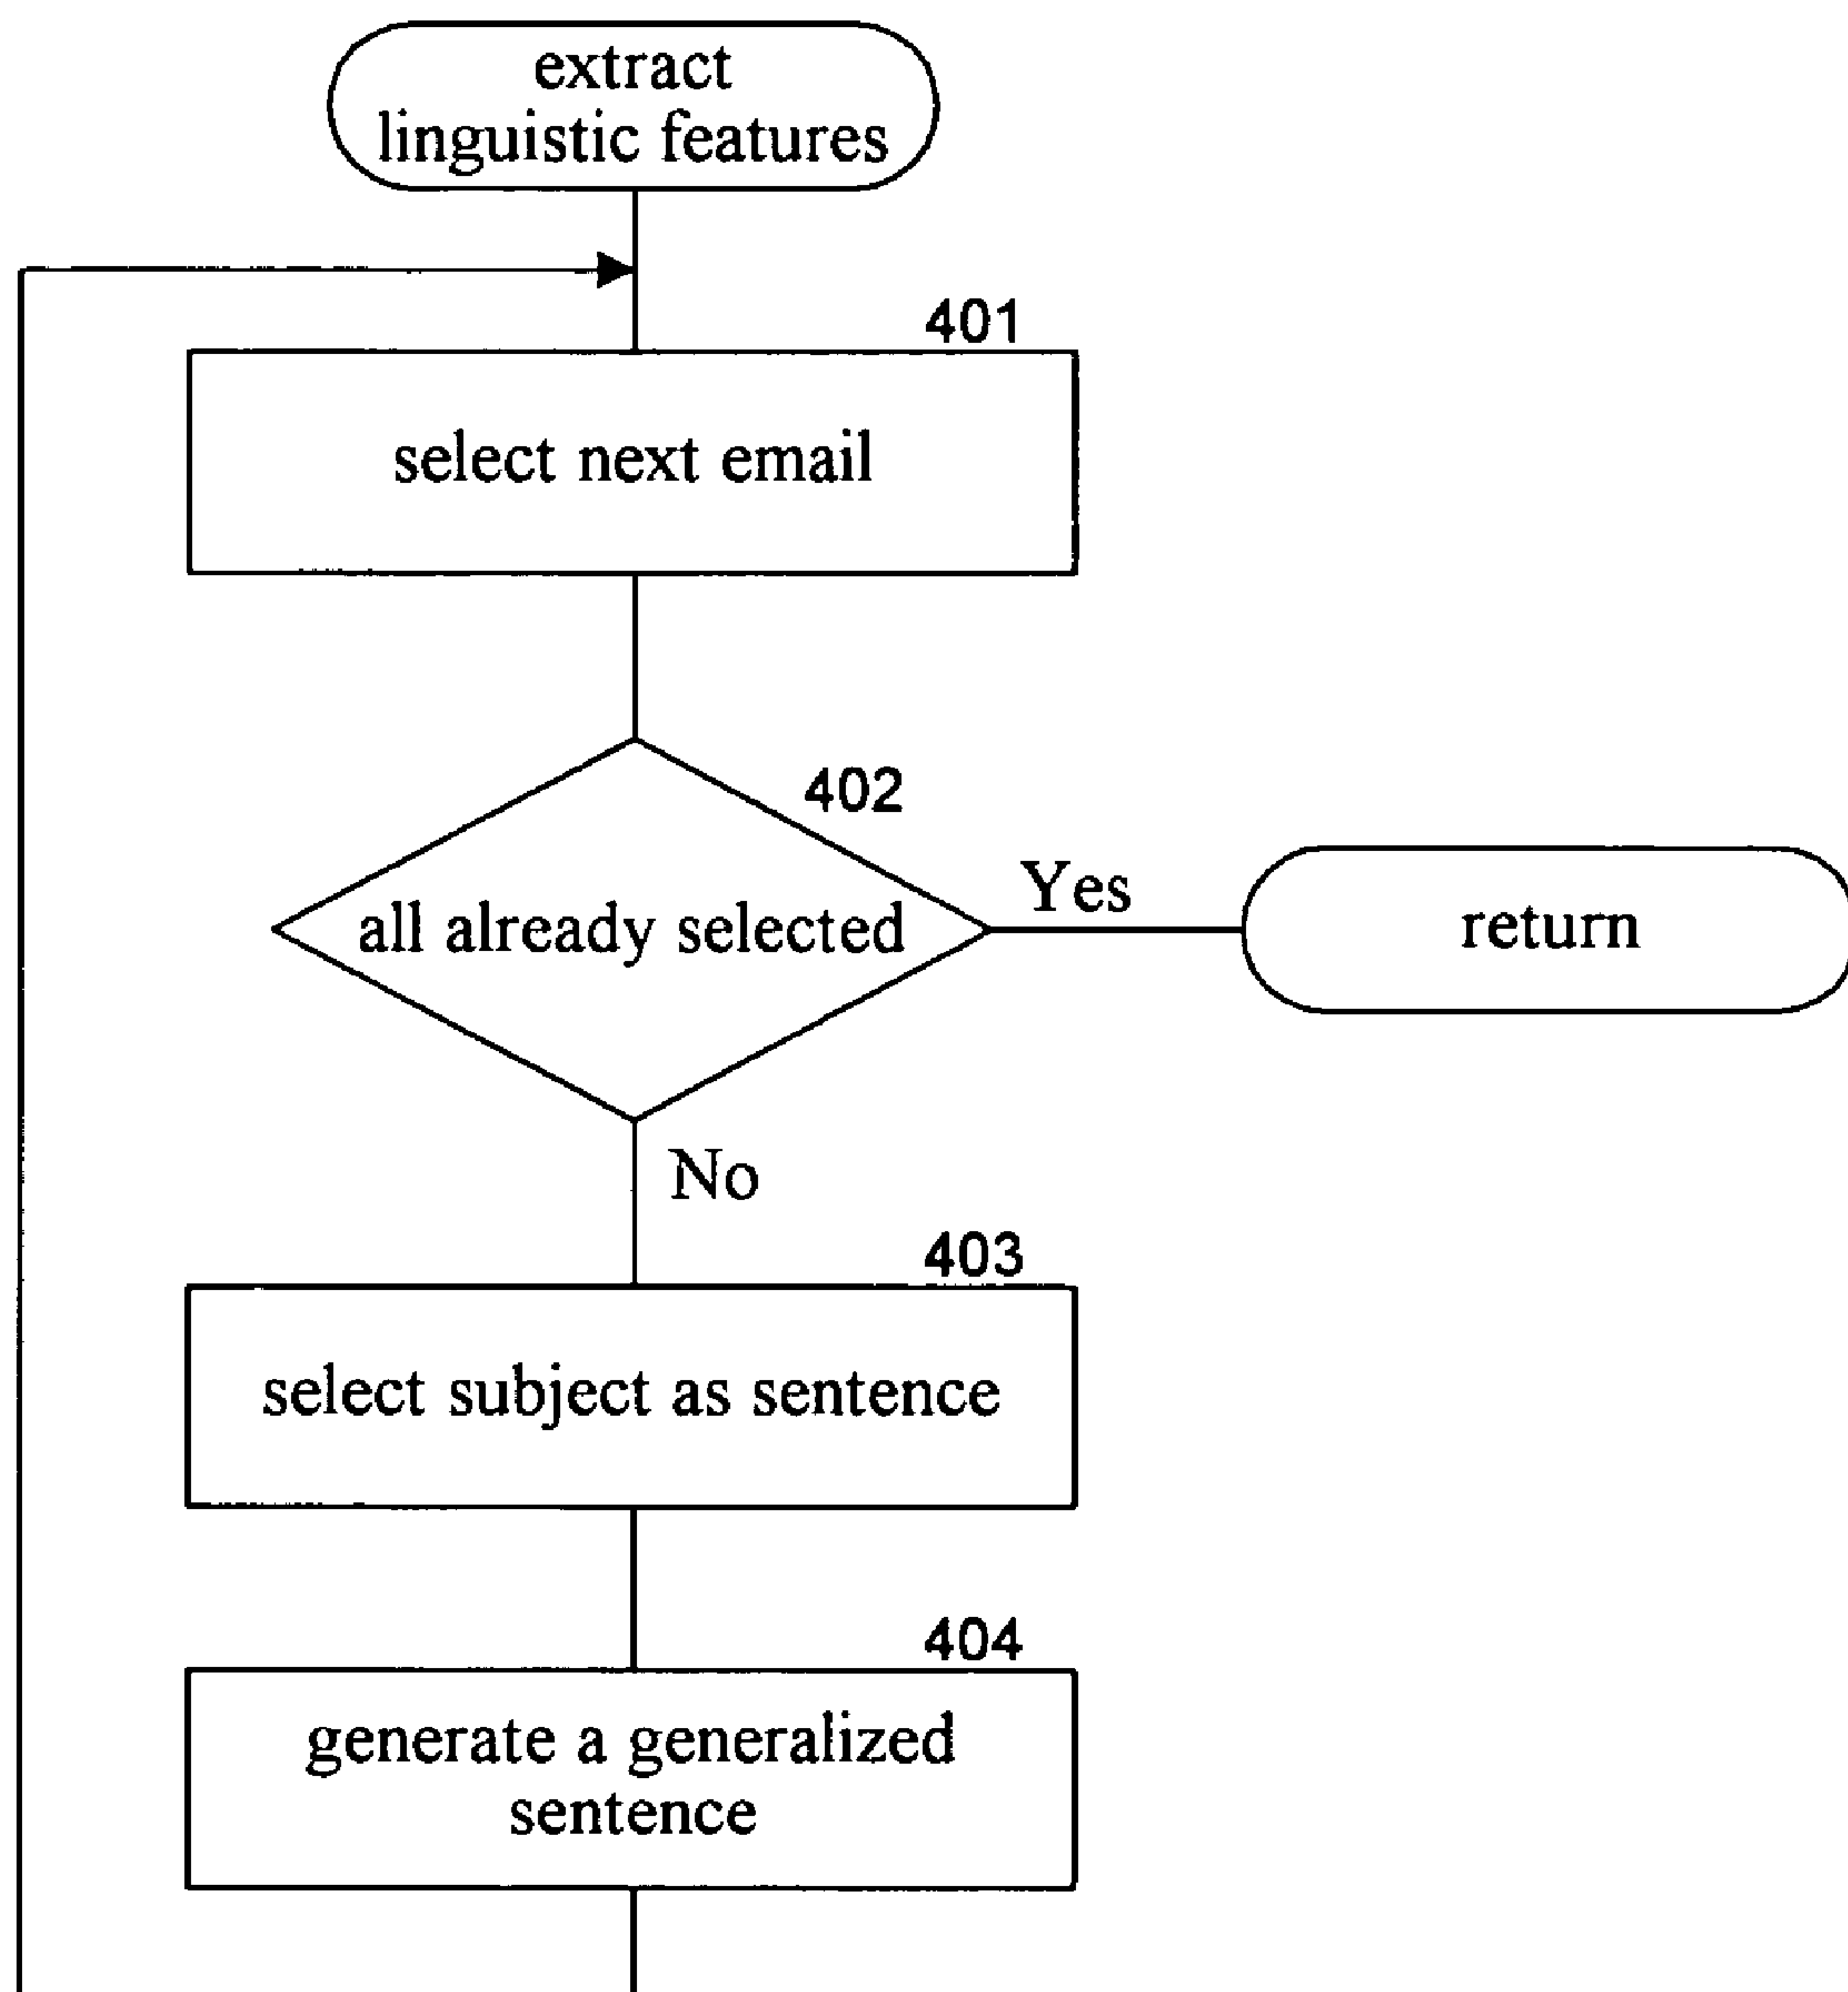 extract
linguistic features
401
select next email
402
all already selected
Yes
return
No
403
select subject as sentence
404
generate a generalized
sentence